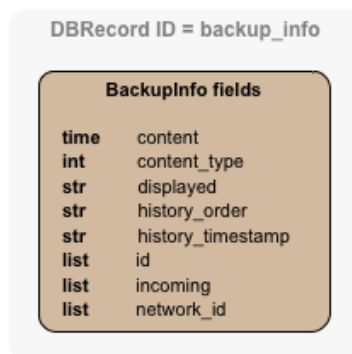 DBRecord ID = backup_info
BackupInfo fields
time content
int content_type
str displayed
str history_order
str history_timestamp
list id
list incoming
list network_id